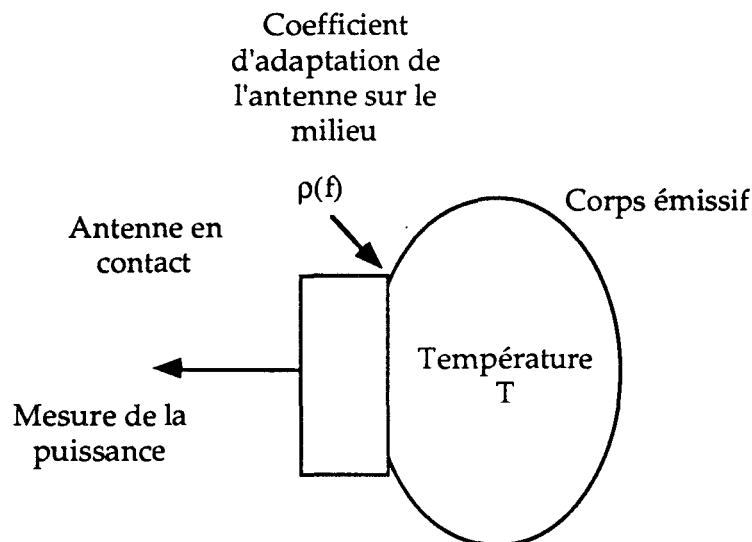 Coefficient
d'adaptation de
l'antenne sur le
milieu
ρ(f)
Corps émissif
Antenne en
contact
Température
T
Mesure de la
puissance